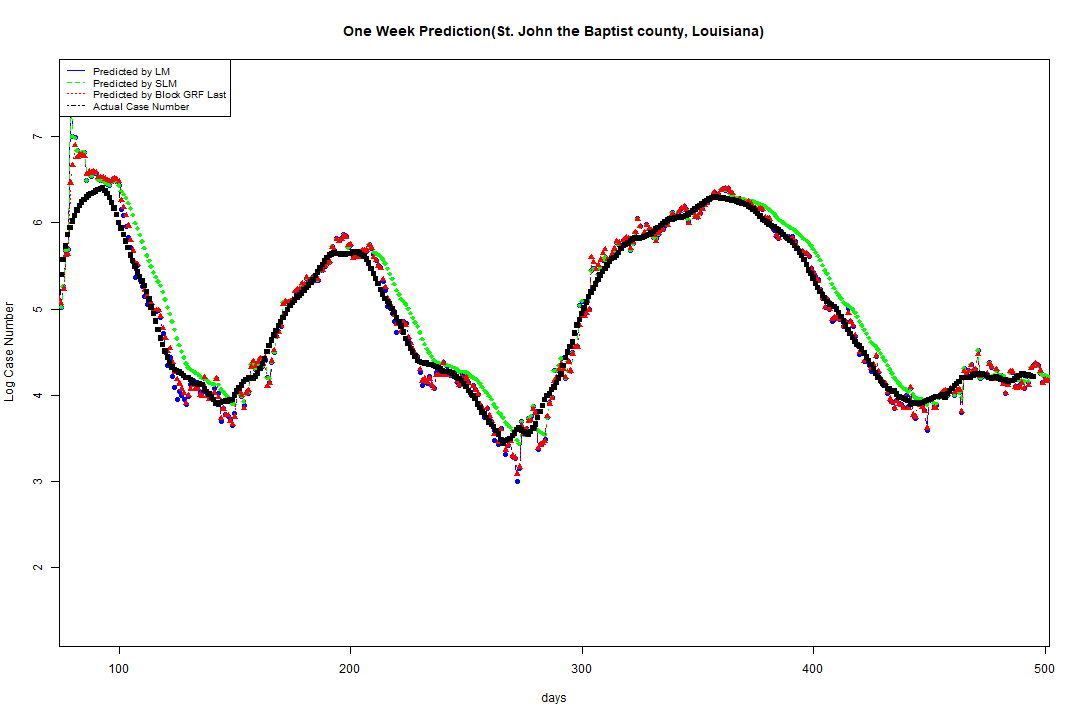 One Week Prediction(St. John the Baptist county, Louisiana)
Predicted by LM
Predicted by SLM
Predicted by Block GRF Last
Actual Case Number
7
6
5
4
3
2
Log Case Number
100 200 300 400 500
days